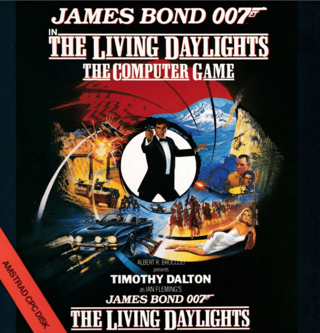 JAMES BOND 007
IN
THE LIVING DAYLIGHTS
THE COMPUTER GAME
ALBERT R. BROCCOLI
presents
TIMOTHY DALTON
as IAN FLEMING'S
JAMES BOND 007
THE LIVING DAYLIGHTS
AMSTRAD CPC DISK